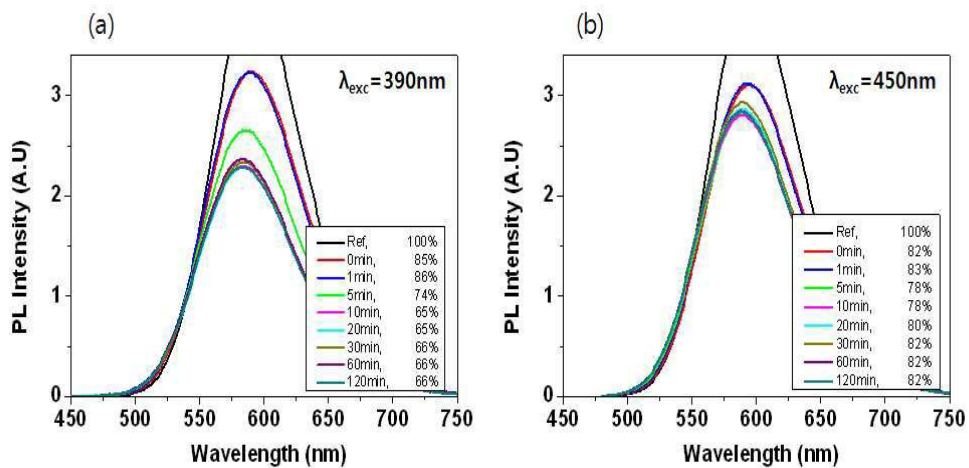 (a)
λexc=390nm
PL Intensity (A.U)
3
2
1
0
Ref, 100%
0min, 85%
1min, 86%
5min, 74%
10min, 65%
20min, 65%
30min, 66%
60min, 66%
120min, 66%
450 500 550 600 650 700 750
Wavelength (nm)
(b)
λexc=450nm
PL Intensity (A.U)
3
2
1
0
Ref, 100%
0min, 82%
1min, 83%
5min, 78%
10min, 78%
20min, 80%
30min, 82%
60min, 82%
120min, 82%
450 500 550 600 650 700 750
Wavelength (nm)